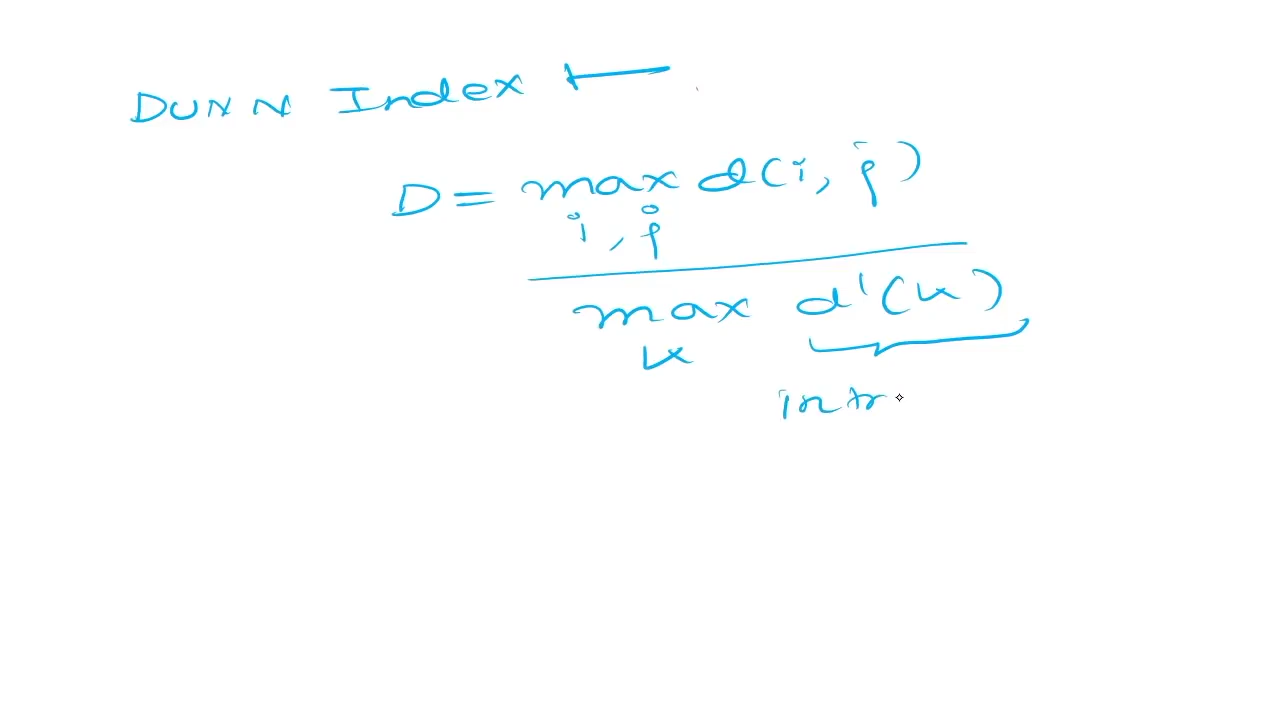 DUNN Index
D = max d(i, j)
i, j
max d'(k)
k
intr